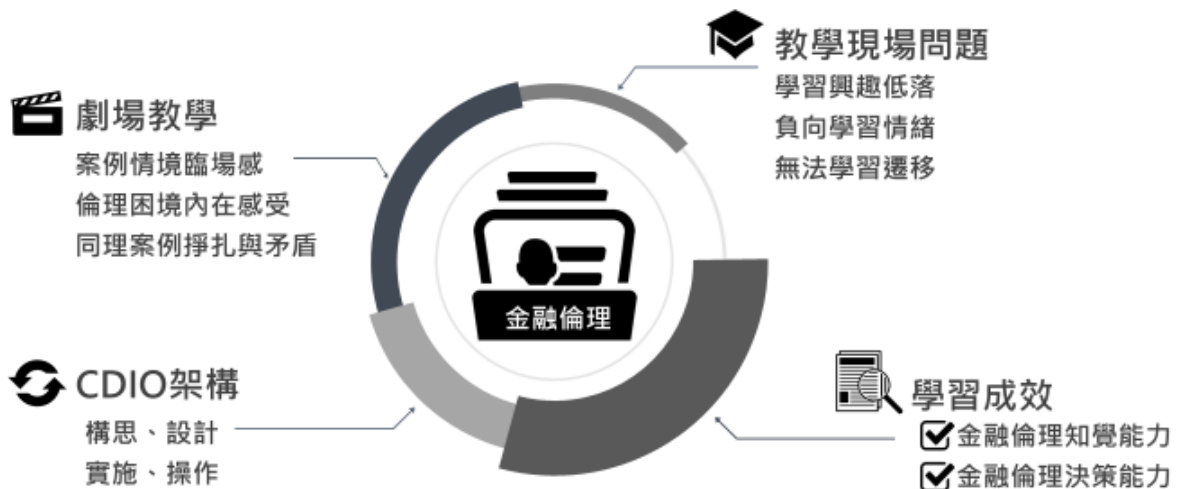 教學現場問題
學習興趣低落
負向學習情緒
無法學習遷移
劇場教學
案例情境臨場感
倫理困境內在感受
同理案例掙扎與矛盾
金融倫理
CDIO架構
構思、設計
實施、操作
學習成效
金融倫理知覺能力
金融倫理決策能力